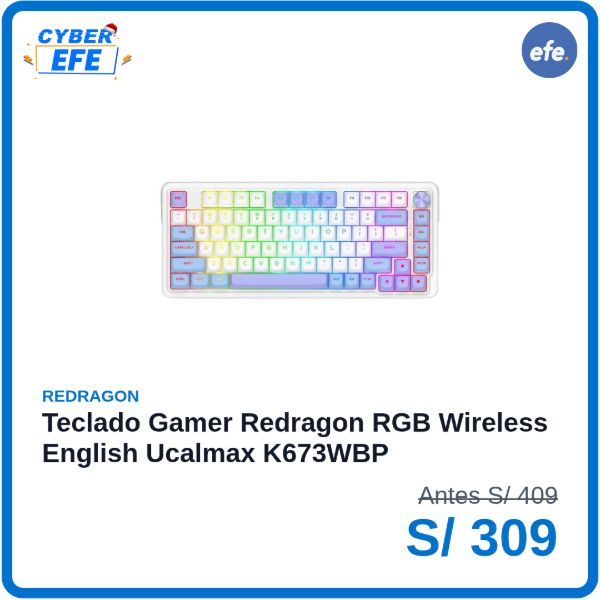 CYBER
EFE
efe.
REDRAGON
Teclado Gamer Redragon RGB Wireless
English Ucalmax K673WBP
Antes S/ 409
S/ 309